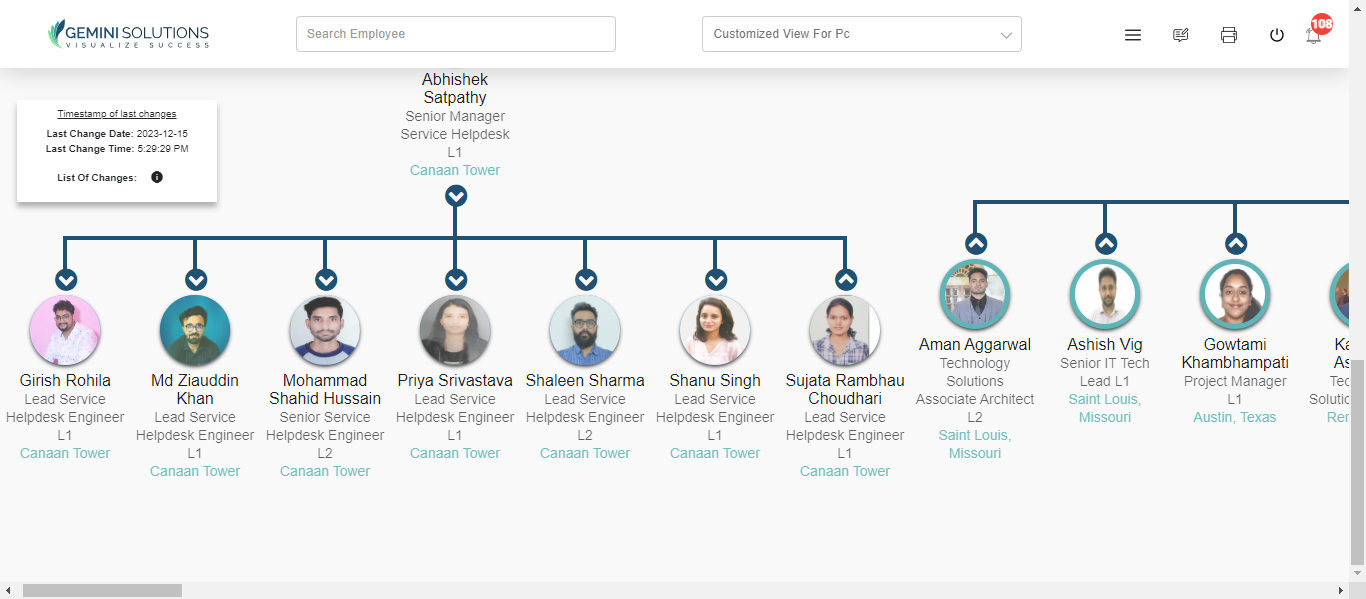 GEMINI SOLUTIONS
VISUALIZE SUCCESS
Search Employee
Customized View For Pc
108
Timestamp of last changes
Last Change Date: 2023-12-15
Last Change Time: 5:29:29 PM
List Of Changes:
Abhishek
Satpathy
Senior Manager
Service Helpdesk
L1
Canaan Tower
Girish Rohila
Lead Service
Helpdesk Engineer
L1
Canaan Tower
Md Ziauddin
Khan
Lead Service
Helpdesk Engineer
L1
Canaan Tower
Mohammad
Shahid Hussain
Senior Service
Helpdesk Engineer
L2
Canaan Tower
Priya Srivastava
Lead Service
Helpdesk Engineer
L1
Canaan Tower
Shaleen Sharma
Lead Service
Helpdesk Engineer
L2
Canaan Tower
Shanu Singh
Lead Service
Helpdesk Engineer
L1
Canaan Tower
Sujata Rambhau
Choudhari
Lead Service
Helpdesk Engineer
L1
Canaan Tower
Aman Aggarwal
Technology
Solutions
Associate Architect
L2
Saint Louis,
Missouri
Ashish Vig
Senior IT Tech
Lead L1
Saint Louis,
Missouri
Gowtami
Khambhampati
Project Manager
L1
Austin, Texas
Ka
As
Tec
Solutio
Rer